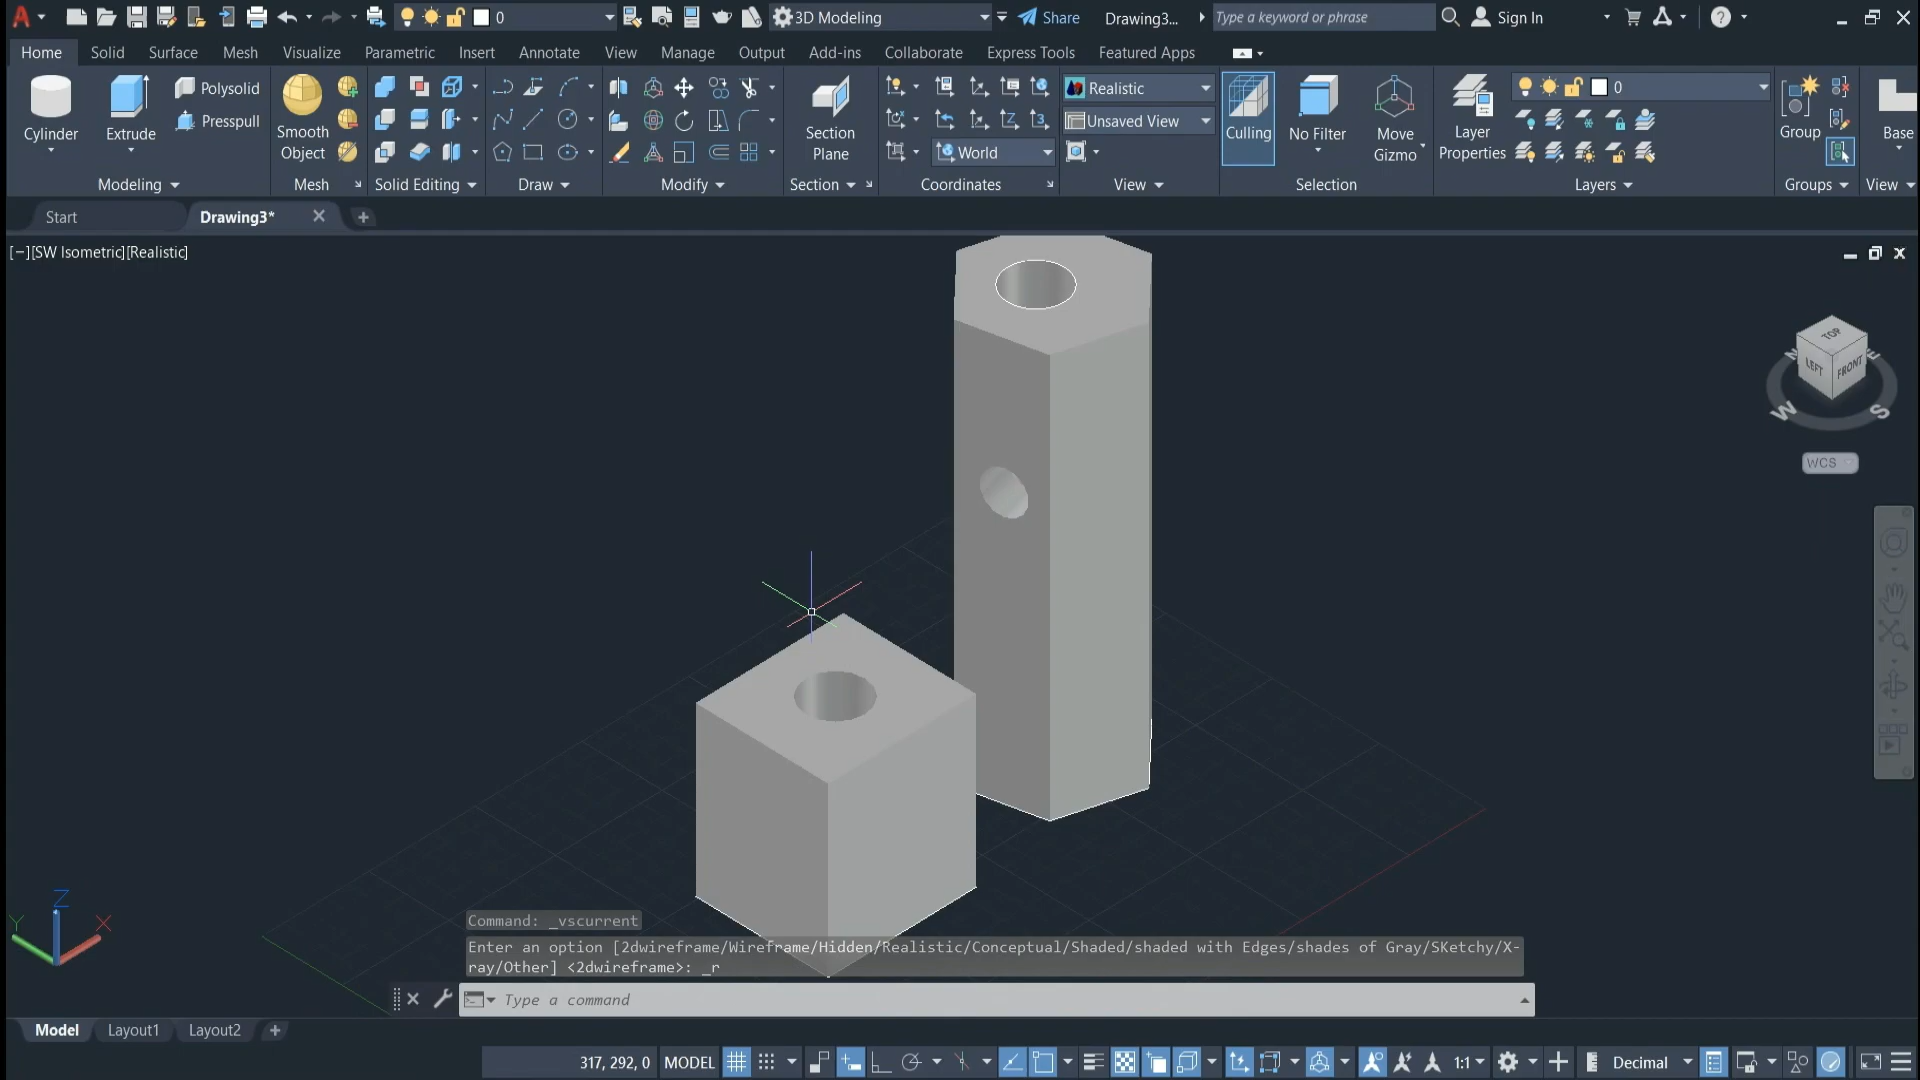 0
3D Modeling
Share
Drawing3...
Type a keyword or phrase
Sign In
Home
Solid
Surface
Mesh
Visualize
Parametric
Insert
Annotate
View
Manage
Output
Add-ins
Collaborate
Express Tools
Featured Apps
Cylinder
Extrude
Polysolid
Presspull
Smooth
Object
Section
Plane
World
Realistic
Unsaved View
Culling
No Filter
Move
Gizmo
Layer
Properties
0
Group
Base
Modeling
Mesh
Solid Editing
Draw
Modify
Section
Coordinates
View
Selection
Layers
Groups
View
Start
Drawing3*
[−][SW Isometric][Realistic]
TOP
LEFT
FRONT
N
E
W
S
WCS
Z
Y
X
Command: _vscurrent
Enter an option [2dwireframe/Wireframe/Hidden/Realistic/Conceptual/Shaded/shaded with Edges/shades of Gray/SKetchy/X-
ray/Other] <2dwireframe>: _r
Type a command
Model
Layout1
Layout2
317, 292, 0
MODEL
1:1
Decimal